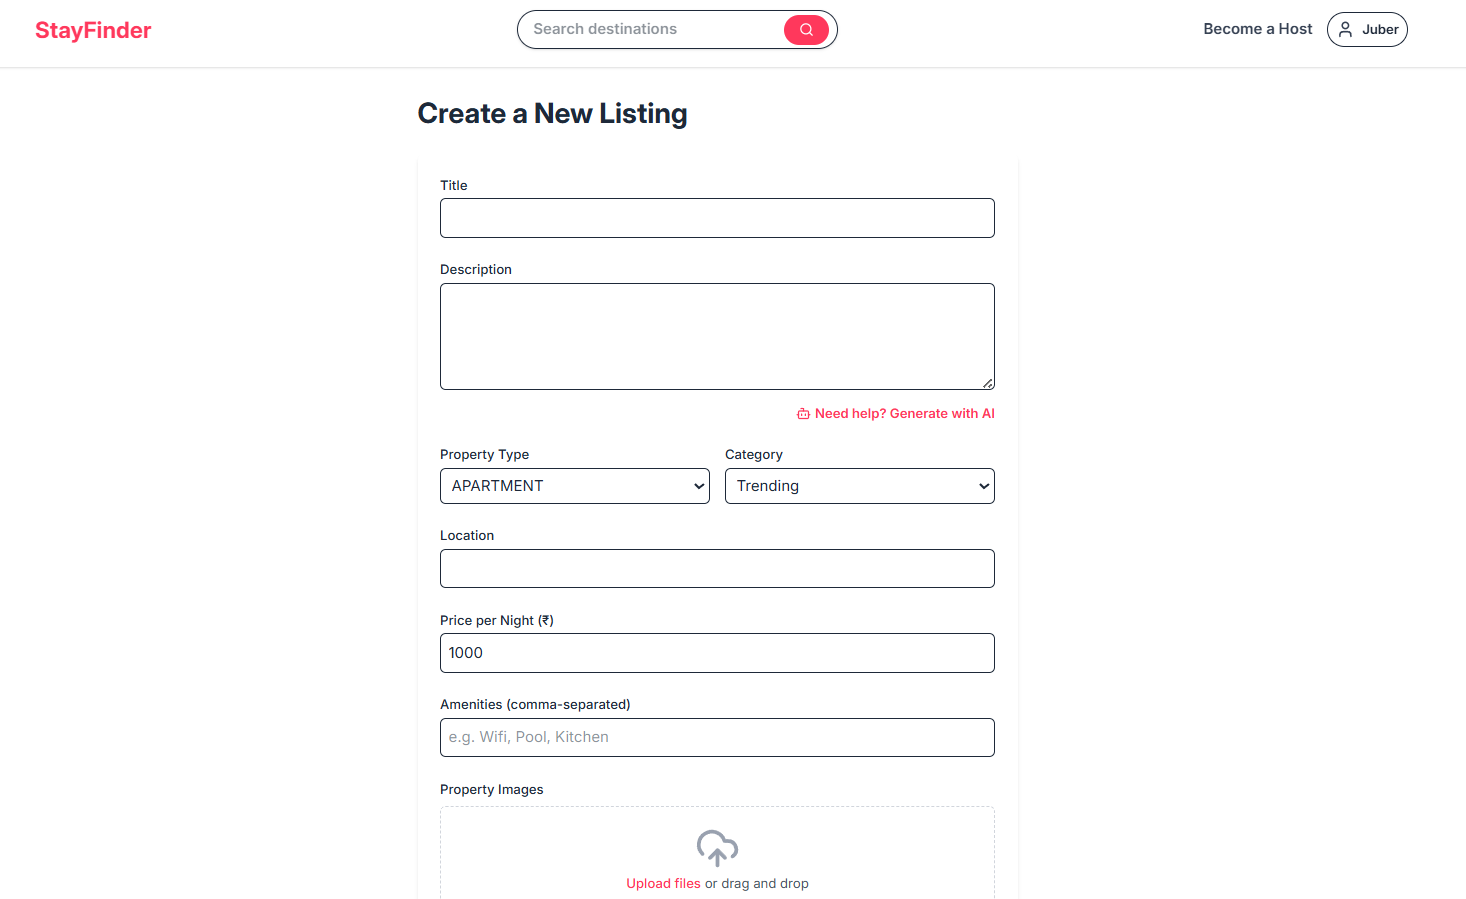 StayFinder
Search destinations
Become a Host
Juber
Create a New Listing
Title
Description
Need help? Generate with AI
Property Type
Category
APARTMENT
Trending
Location
Price per Night (₹)
1000
Amenities (comma-separated)
e.g. Wifi, Pool, Kitchen
Property Images
Upload files or drag and drop